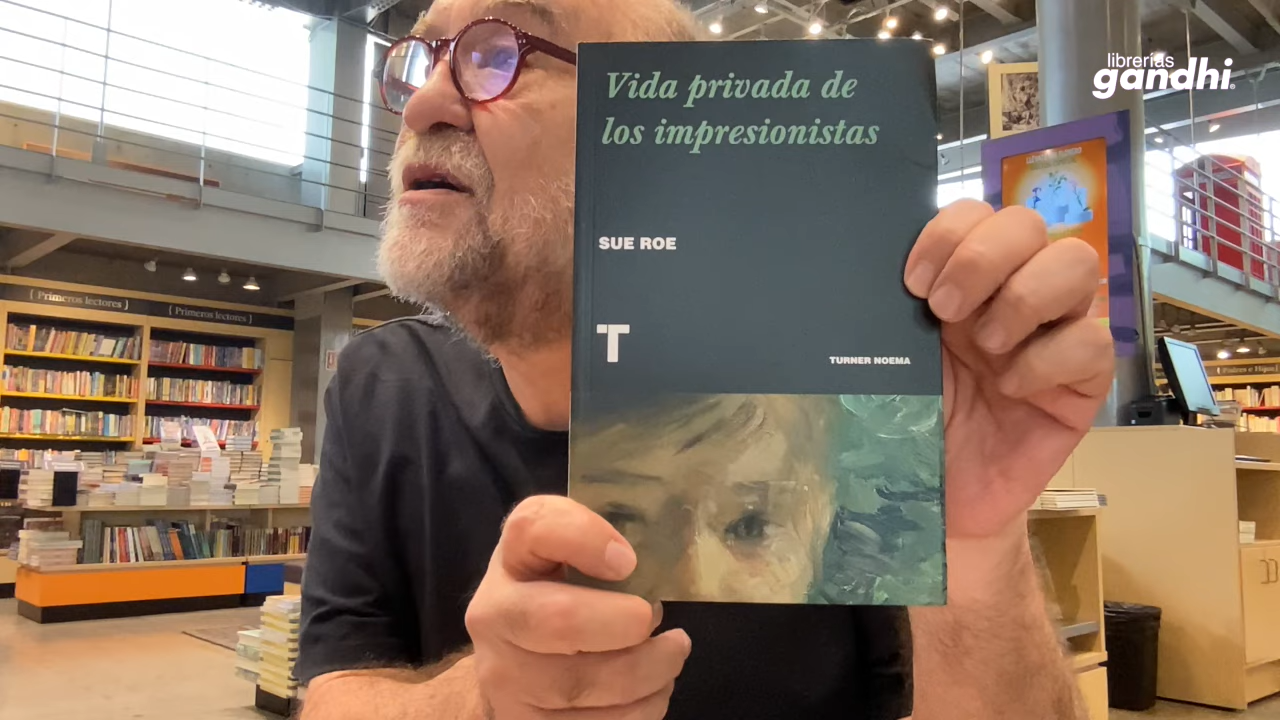 librerías
gandhi
Vida privada de
los impresionistas
SUE ROE
T
TURNER NOEMA
{ Primeros lectores }
{ Primeros lectores }